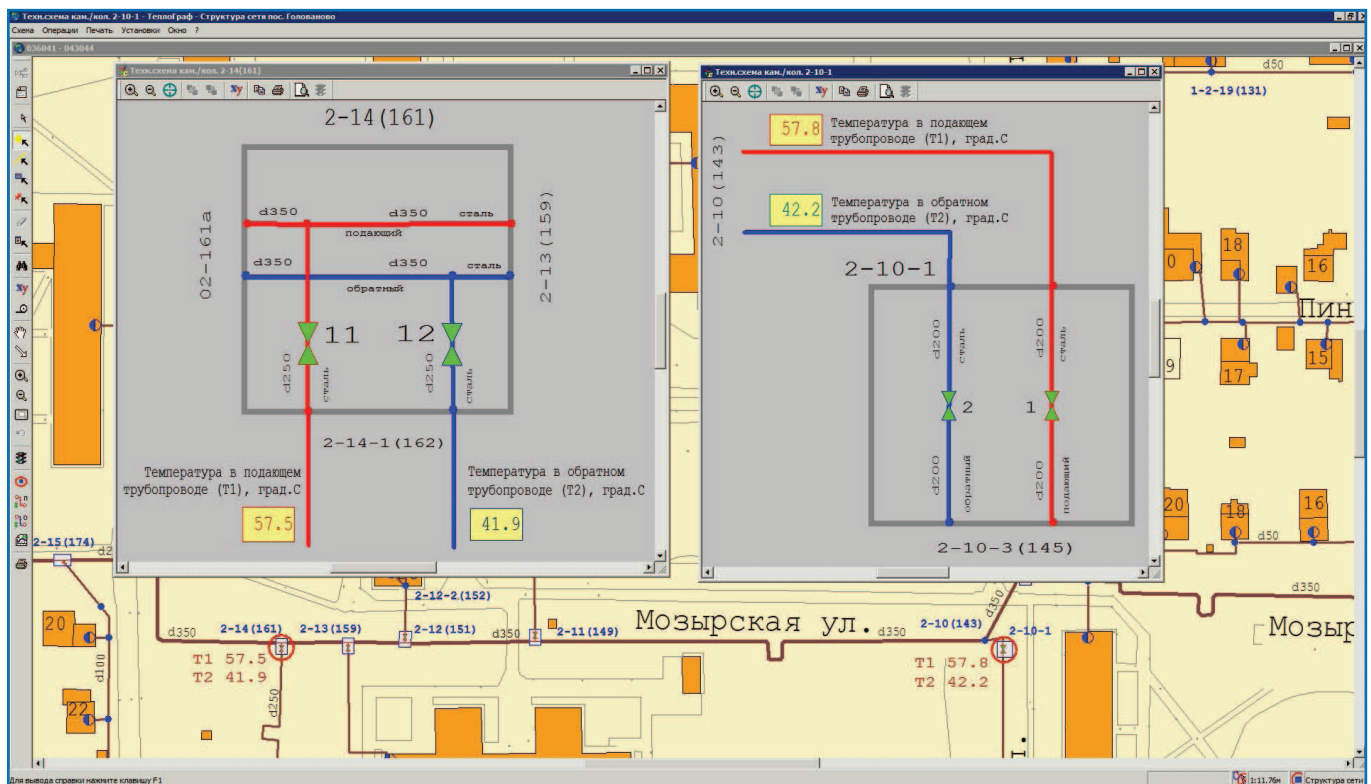 Техн.схема кам./кол. 2-10-1 - ТеплоГраф - Структура сети пос. Голованово
Схема Операции Печать Установки Окно ?
036041 - 043044
Техн.схема кам./кол. 2-14(161)
2-14(161)
02-161а
d350 d350 сталь
подающий
d350 d350 сталь
обратный
2-13(159)
11 12
d250 сталь
d250 сталь
2-14-1(162)
Температура в подающем
трубопроводе (Т1), град.С
57.5
Температура в обратном
трубопроводе (Т2), град.С
41.9
Техн.схема кам./кол. 2-10-1
2-10(143)
57.8
Температура в подающем
трубопроводе (Т1), град.С
42.2
Температура в обратном
трубопроводе (Т2), град.С
2-10-1
d200 сталь
d200 сталь
2 1
d200 обратный
d200 подающий
2-10-3(145)
d50
1-2-19(131)
18
16
Пин
9
17
15
20
18
16
d50
2-15(174)
2-12-2(152)
20
d350
2-14(161)
2-13(159)
2-12(151)
d350
2-11(149)
Мозырская ул.
d350
d350
2-10(143)
2-10-1
Мозыр
T1 57.5
T2 41.9
T1 57.8
T2 42.2
d100
d250
22
Для вывода справки нажмите клавишу F1
1:11.76м
Структура сети